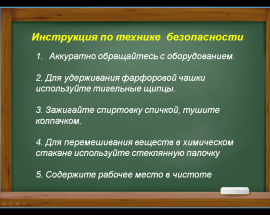 Инструкция по технике безопасности
1. Аккуратно обращайтесь с оборудованием.
2. Для удерживания фарфоровой чашки
используйте тигельные щипцы.
3. Зажигайте спиртовку спичкой, тушите
колпачком.
4. Для перемешивания веществ в химическом
стакане используйте стеклянную палочку
5. Содержите рабочее место в чистоте